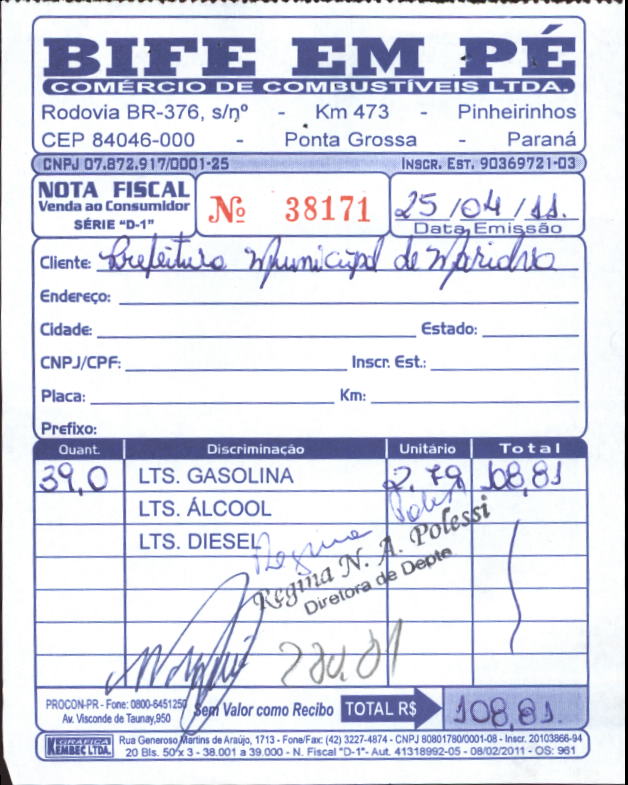 BIFE EM PÉ
COMÉRCIO DE COMBUSTÍVEIS LTDA.
Rodovia BR-376, s/nº - Km 473 - Pinheirinhos
CEP 84046-000 - Ponta Grossa - Paraná
CNPJ 07.872.917/0001-25 INSCR. EST. 90369721-03
NOTA FISCAL
Venda ao Consumidor
SÉRIE "D-1"
Nº 38171
25/04/11.
Data Emissão
Cliente: Prefeitura Municipal de
Endereço:
Cidade: Estado:
CNPJ/CPF: Inscr. Est.:
Placa: Km:
Prefixo:
Quant. Discriminação Unitário Total
39,0 LTS. GASOLINA 2,79 108,81
LTS. ÁLCOOL
LTS. DIESEL
Regina Polessi
Regina N. A. Polessi
Diretora de Depto
PROCON-PR - Fone: 0800-6451250
Av. Visconde de Taunay,950
Sem Valor como Recibo
TOTAL R$ 108,81.
GRÁFICA
KEMBEC LTDA.
Rua Generoso Martins de Araújo, 1713 - Fone/Fax: (42) 3227-4874 - CNPJ 80801780/0001-08 - Inscr. 20103866-94
20 Bls. 50 x 3 - 38.001 a 39.000 - N. Fiscal "D-1"- Aut. 41318992-05 - 08/02/2011 - OS: 961